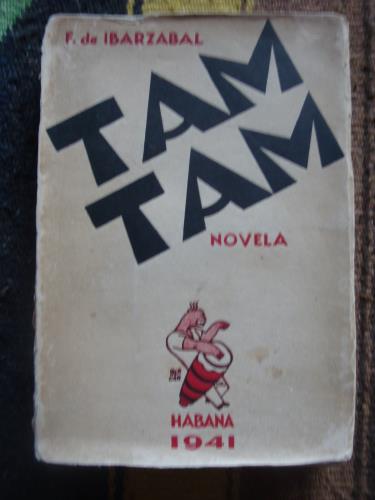 F. de IBARZABAL
TAM
TAM
NOVELA
HABANA
1941